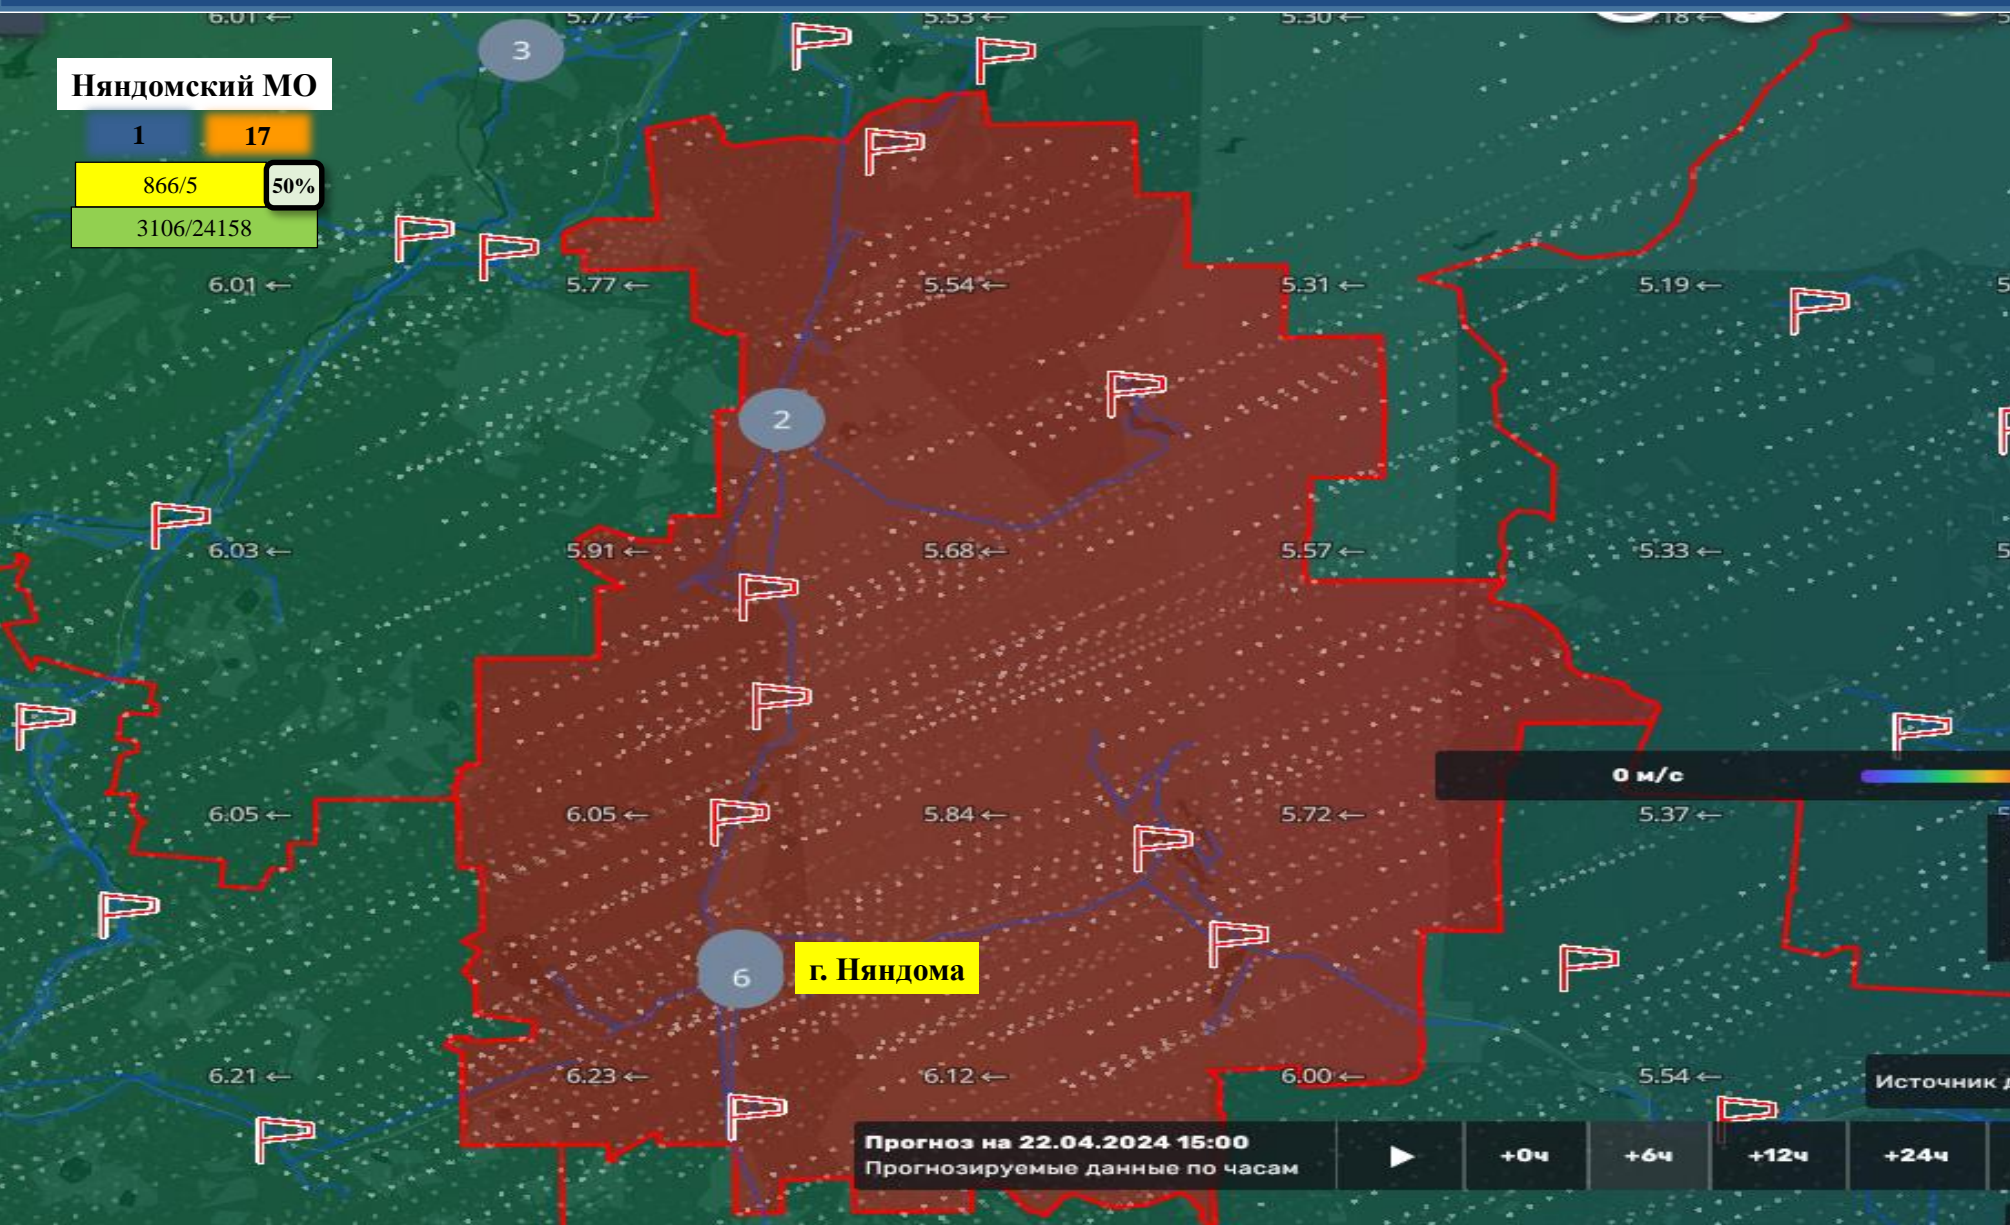 6.01 ← 5.77 ← 5.53 ← 5.30 ← 5.18 ←
3
Няндомский МО
1 17
866/5 50%
3106/24158
6.01 ← 5.77 ← 5.54 ← 5.31 ← 5.19 ←
2
6.03 ← 5.91 ← 5.68 ← 5.57 ← 5.33 ←
0 м/с
6.05 ← 6.05 ← 5.84 ← 5.72 ← 5.37 ←
6 г. Няндома
6.21 ← 6.23 ← 6.12 ← 6.00 ← 5.54 ←
Источник
Прогноз на 22.04.2024 15:00
Прогнозируемые данные по часам
+0ч +6ч +12ч +24ч